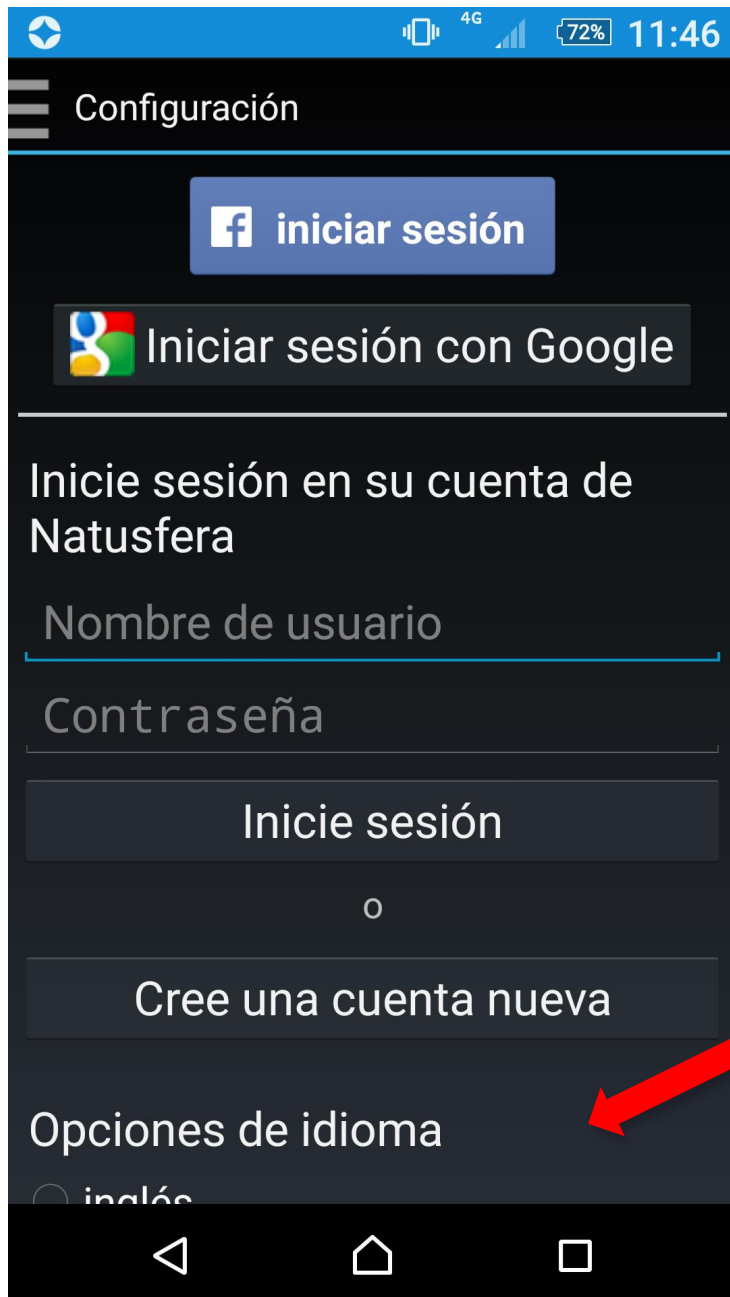 4G 72% 11:46
Configuración
iniciar sesión
Iniciar sesión con Google
Inicie sesión en su cuenta de
Natusfera
Nombre de usuario
Contraseña
Inicie sesión
o
Cree una cuenta nueva
Opciones de idioma
inglés